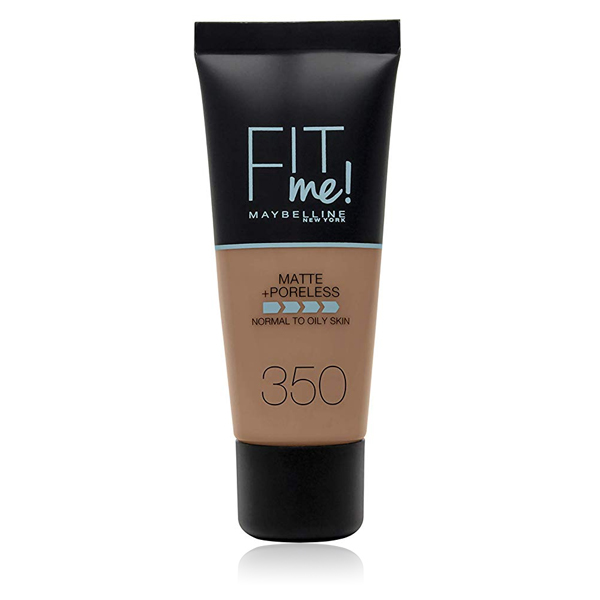 FIT
me!
MAYBELLINE
NEW YORK
MATTE
+PORELESS
NORMAL TO OILY SKIN
350